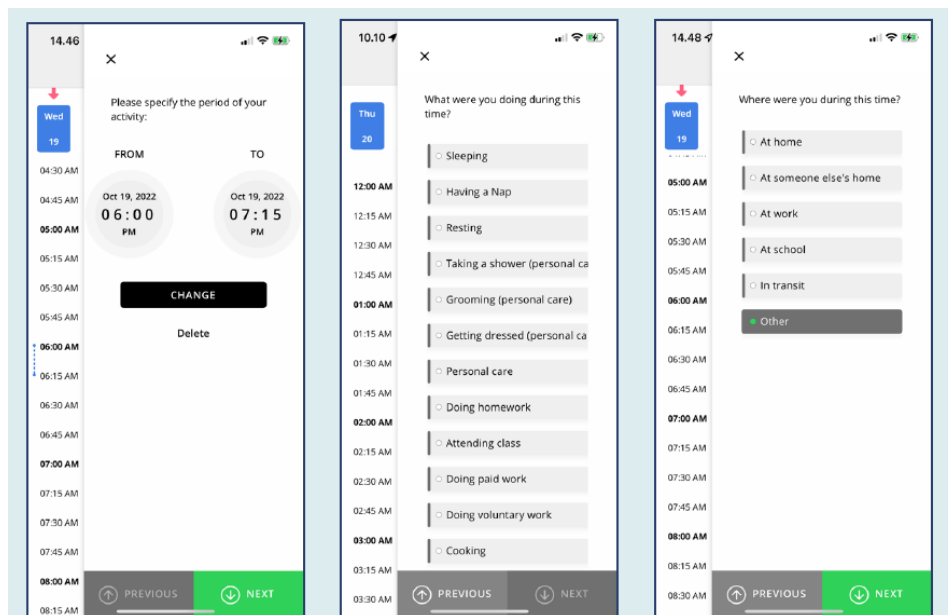 14.46
Please specify the period of your
activity:
FROM
TO
Oct 19, 2022
06:00
PM
Oct 19, 2022
07:15
PM
CHANGE
Delete
Wed
19
04:30 AM
04:45 AM
05:00 AM
05:15 AM
05:30 AM
05:45 AM
06:00 AM
06:15 AM
06:30 AM
06:45 AM
07:00 AM
07:15 AM
07:30 AM
07:45 AM
08:00 AM
08:15 AM
PREVIOUS
NEXT
10.10
What were you doing during this
time?
Thu
20
Sleeping
Having a Nap
Resting
Taking a shower (personal ca
Grooming (personal care)
Getting dressed (personal ca
Personal care
Doing homework
Attending class
Doing paid work
Doing voluntary work
Cooking
12:00 AM
12:15 AM
12:30 AM
12:45 AM
01:00 AM
01:15 AM
01:30 AM
01:45 AM
02:00 AM
02:15 AM
02:30 AM
02:45 AM
03:00 AM
03:15 AM
03:30 AM
PREVIOUS
NEXT
14.48
Where were you during this time?
Wed
19
At home
At someone else's home
At work
At school
In transit
Other
05:00 AM
05:15 AM
05:30 AM
05:45 AM
06:00 AM
06:15 AM
06:30 AM
06:45 AM
07:00 AM
07:15 AM
07:30 AM
07:45 AM
08:00 AM
08:15 AM
08:30 AM
PREVIOUS
NEXT